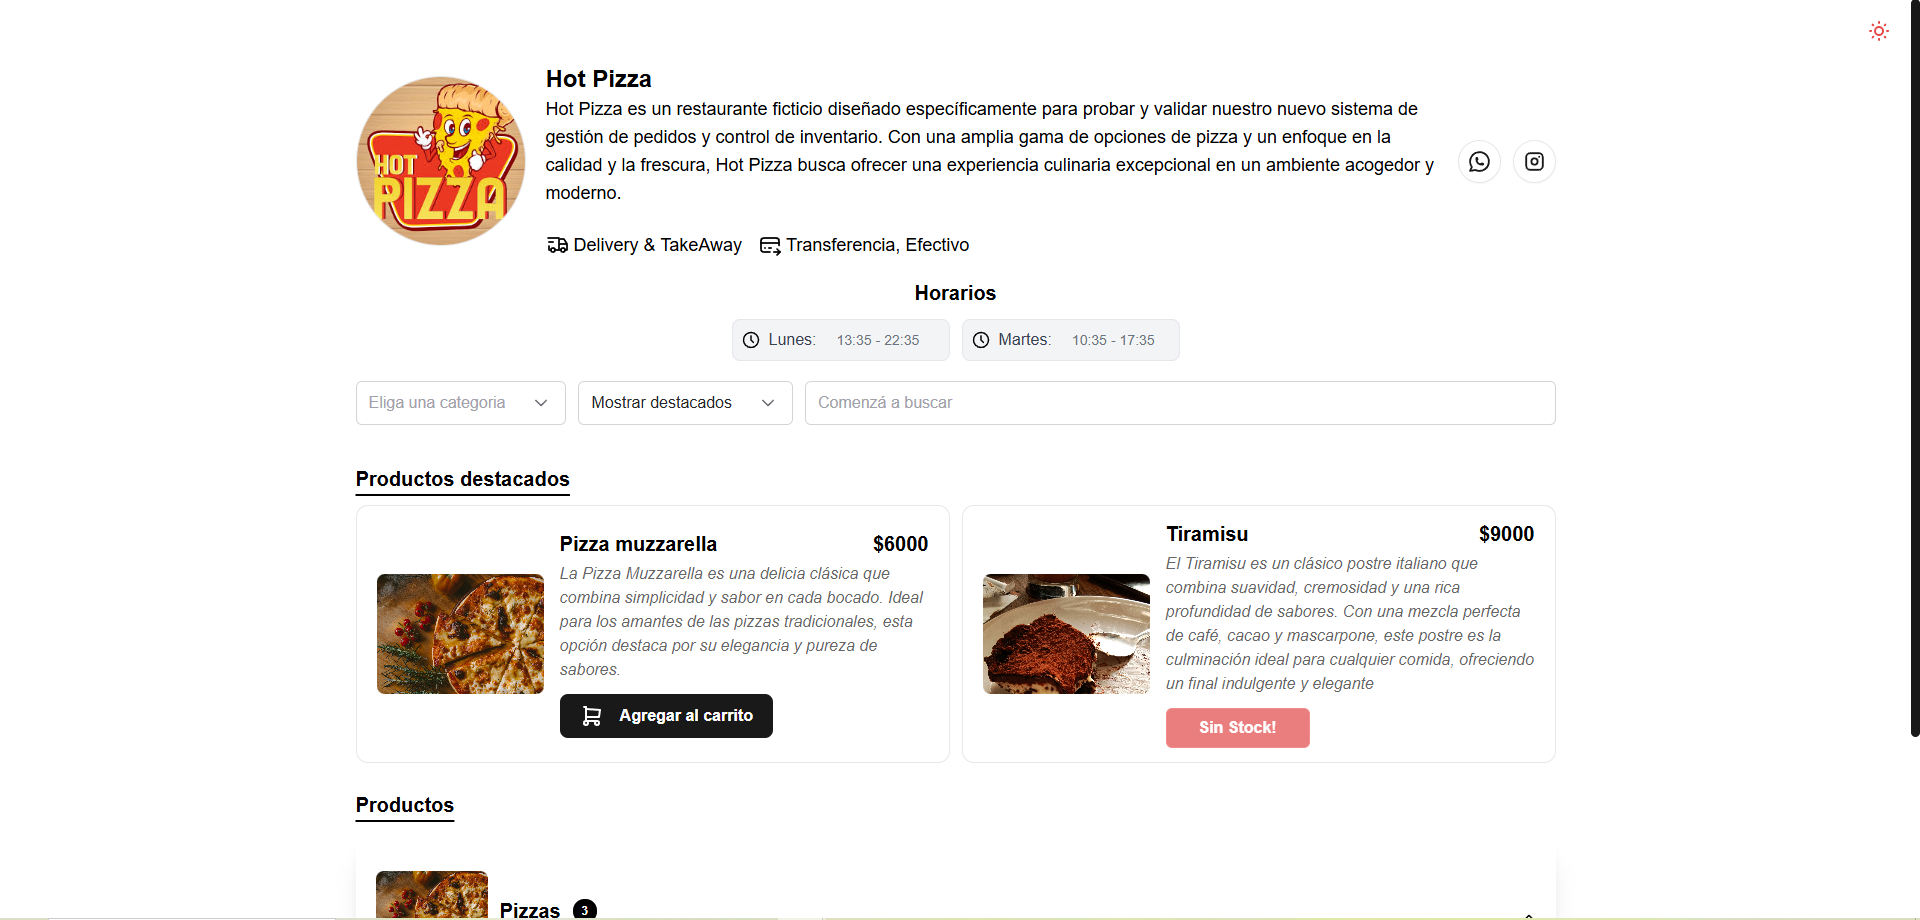 HOT
PIZZA
Hot Pizza
Hot Pizza es un restaurante ficticio diseñado específicamente para probar y validar nuestro nuevo sistema de
gestión de pedidos y control de inventario. Con una amplia gama de opciones de pizza y un enfoque en la
calidad y la frescura, Hot Pizza busca ofrecer una experiencia culinaria excepcional en un ambiente acogedor y
moderno.
Delivery & TakeAway Transferencia, Efectivo
Horarios
Lunes: 13:35 - 22:35 Martes: 10:35 - 17:35
Eliga una categoria Mostrar destacados Comenzá a buscar
Productos destacados
Pizza muzzarella $6000
La Pizza Muzzarella es una delicia clásica que
combina simplicidad y sabor en cada bocado. Ideal
para los amantes de las pizzas tradicionales, esta
opción destaca por su elegancia y pureza de
sabores.
Agregar al carrito
Tiramisu $9000
El Tiramisu es un clásico postre italiano que
combina suavidad, cremosidad y una rica
profundidad de sabores. Con una mezcla perfecta
de café, cacao y mascarpone, este postre es la
culminación ideal para cualquier comida, ofreciendo
un final indulgente y elegante
Sin Stock!
Productos
Pizzas 3